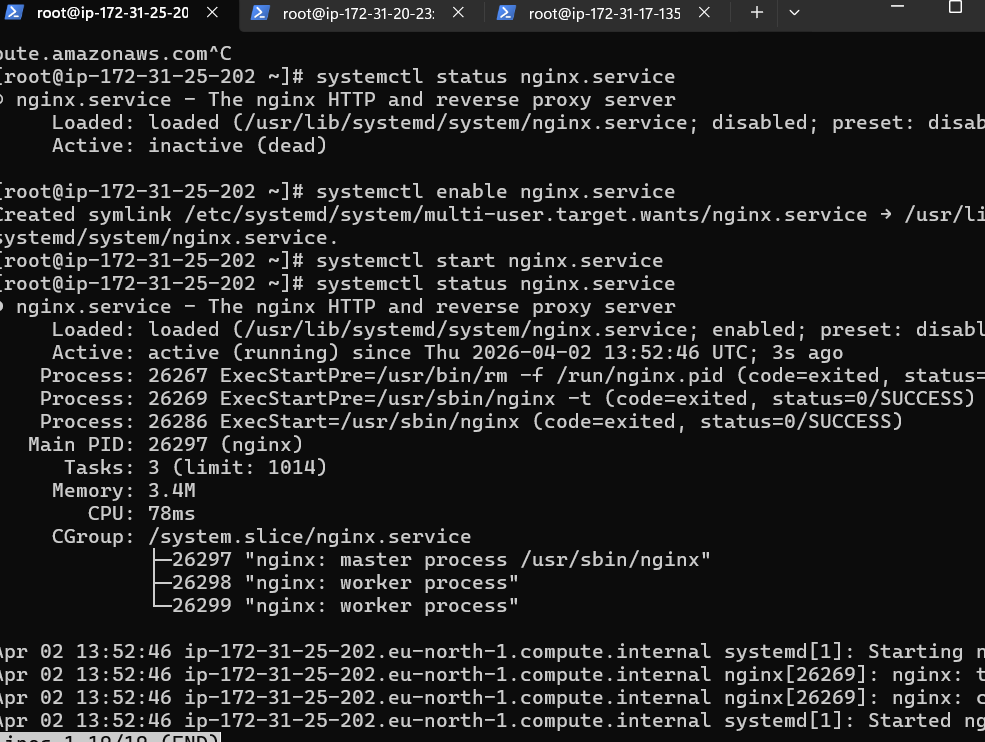 root@ip-172-31-25-20
root@ip-172-31-20-23:
root@ip-172-31-17-135
ute.amazonaws.com^C
[root@ip-172-31-25-202 ~]# systemctl status nginx.service
○ nginx.service - The nginx HTTP and reverse proxy server
Loaded: loaded (/usr/lib/systemd/system/nginx.service; disabled; preset: disab
Active: inactive (dead)
[root@ip-172-31-25-202 ~]# systemctl enable nginx.service
Created symlink /etc/systemd/system/multi-user.target.wants/nginx.service → /usr/li
systemd/system/nginx.service.
[root@ip-172-31-25-202 ~]# systemctl start nginx.service
[root@ip-172-31-25-202 ~]# systemctl status nginx.service
● nginx.service - The nginx HTTP and reverse proxy server
Loaded: loaded (/usr/lib/systemd/system/nginx.service; enabled; preset: disabl
Active: active (running) since Thu 2026-04-02 13:52:46 UTC; 3s ago
Process: 26267 ExecStartPre=/usr/bin/rm -f /run/nginx.pid (code=exited, status=
Process: 26269 ExecStartPre=/usr/sbin/nginx -t (code=exited, status=0/SUCCESS)
Process: 26286 ExecStart=/usr/sbin/nginx (code=exited, status=0/SUCCESS)
Main PID: 26297 (nginx)
Tasks: 3 (limit: 1014)
Memory: 3.4M
CPU: 78ms
CGroup: /system.slice/nginx.service
├─26297 "nginx: master process /usr/sbin/nginx"
├─26298 "nginx: worker process"
└─26299 "nginx: worker process"
Apr 02 13:52:46 ip-172-31-25-202.eu-north-1.compute.internal systemd[1]: Starting n
Apr 02 13:52:46 ip-172-31-25-202.eu-north-1.compute.internal nginx[26269]: nginx: t
Apr 02 13:52:46 ip-172-31-25-202.eu-north-1.compute.internal nginx[26269]: nginx: c
Apr 02 13:52:46 ip-172-31-25-202.eu-north-1.compute.internal systemd[1]: Started ng
lines 1-18/18 (END)